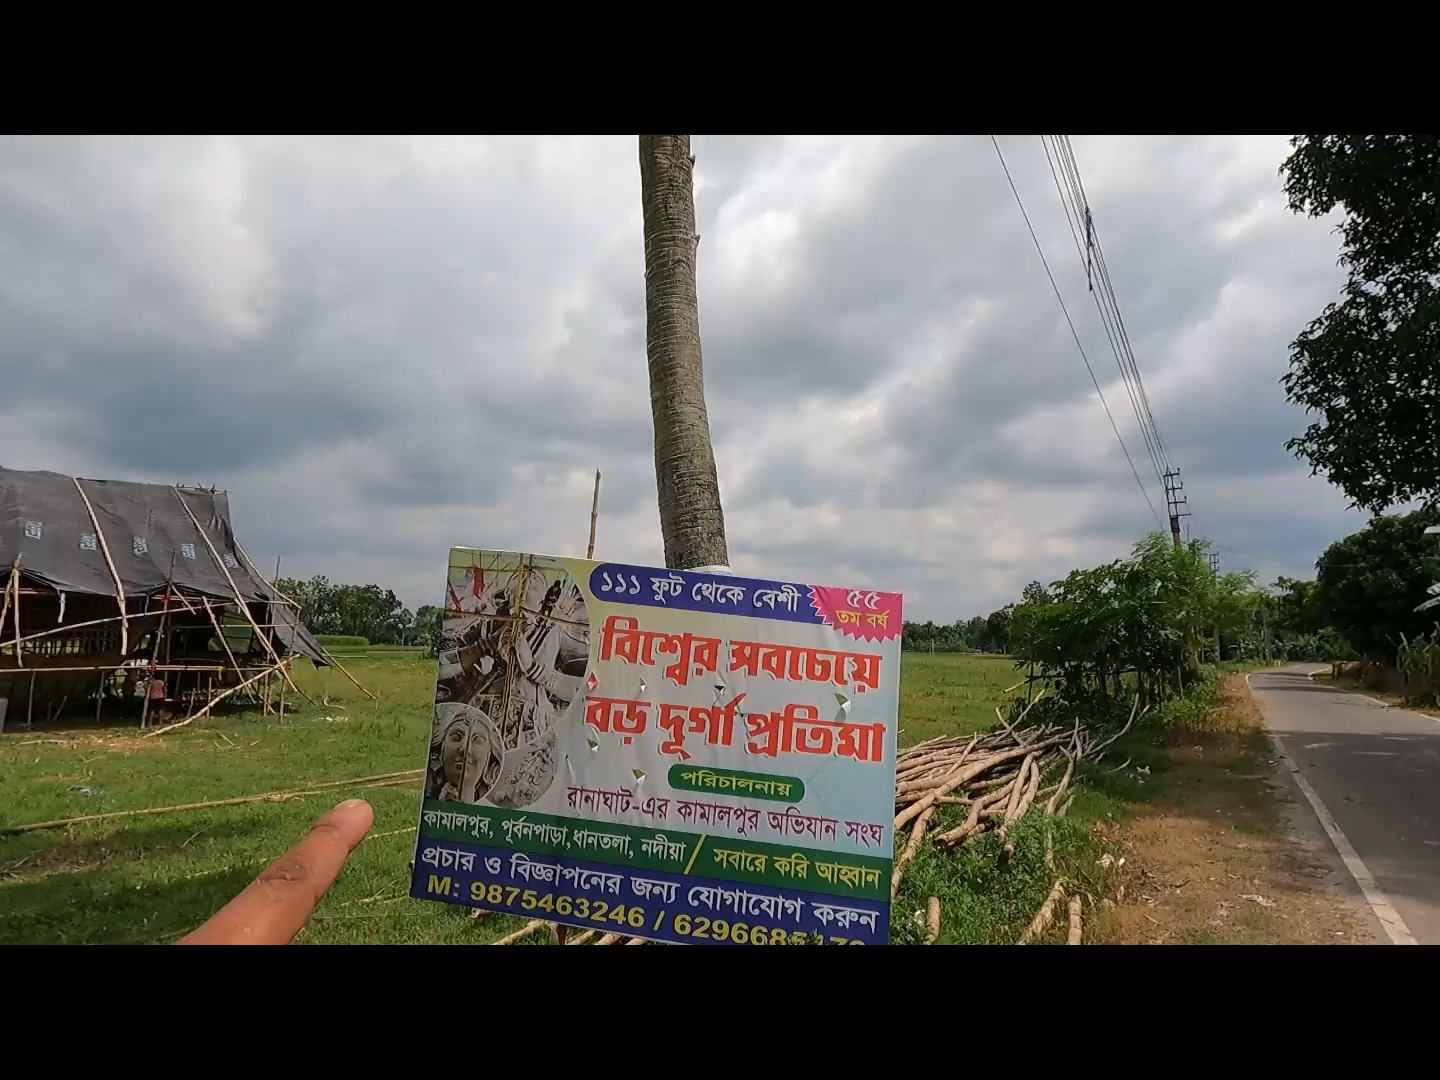 ১১১ ফুট থেকে বেশী
৫৫
তম বর্ষ
বিশ্বের সবচেয়ে
বড় দূর্গা প্রতিমা
পরিচালনায়
রানাঘাট-এর কামালপুর অভিযান সংঘ
কামালপুর, পূর্বনপাড়া,ধানতলা, নদীয়া / সবারে করি আহ্বান
প্রচার ও বিজ্ঞাপনের জন্য যোগাযোগ করুন
M: 9875463246 /